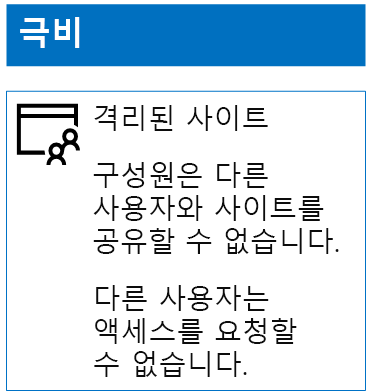 극비
격리된 사이트
구성원은 다른
사용자와 사이트를
공유할 수 없습니다.
다른 사용자는
액세스를 요청할
수 없습니다.